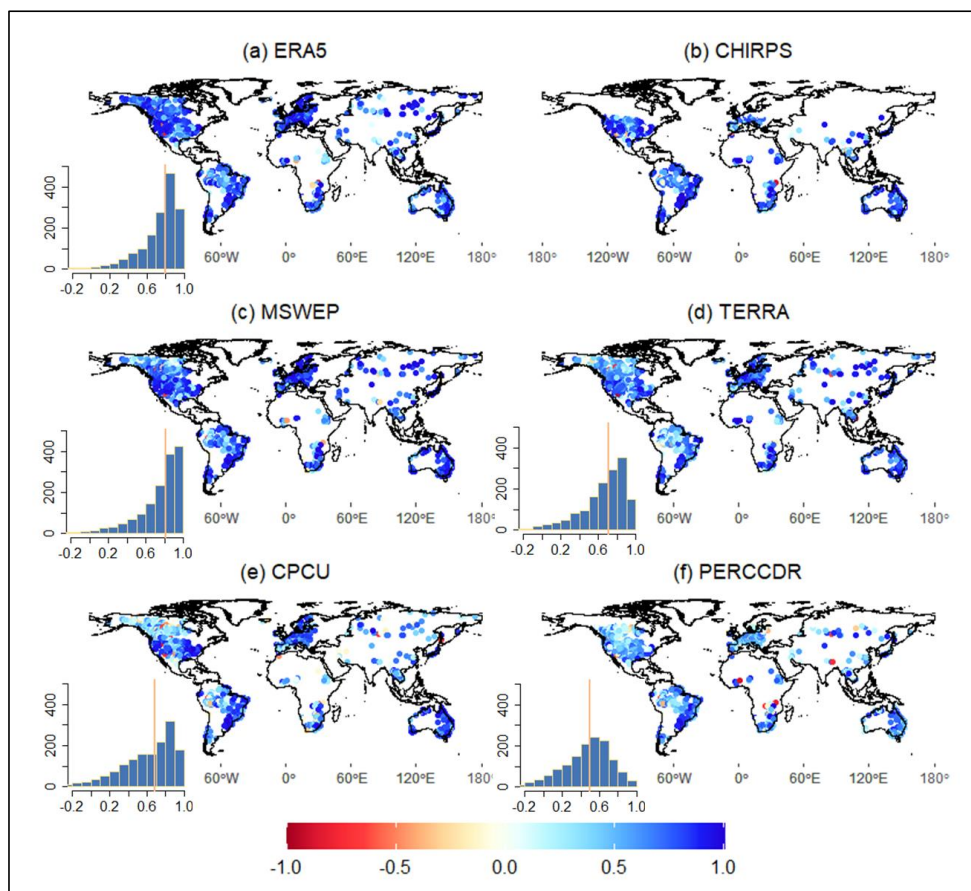 (a) ERA5
(b) CHIRPS
400
200
0
-0.2 0.2 0.6 1.0
60°W 0° 60°E 120°E 180°
180° 120°W 60°W 0° 60°E 120°E 180°
(c) MSWEP
(d) TERRA
400
200
0
-0.2 0.2 0.6 1.0
60°W 0° 60°E 120°E 180°
400
200
0
-0.2 0.2 0.6 1.0
60°W 0° 60°E 120°E 180°
(e) CPCU
(f) PERCCDR
400
200
0
-0.2 0.2 0.6 1.0
60°W 0° 60°E 120°E 180°
400
200
0
-0.2 0.2 0.6 1.0
60°W 0° 60°E 120°E 180°
-1.0 -0.5 0.0 0.5 1.0